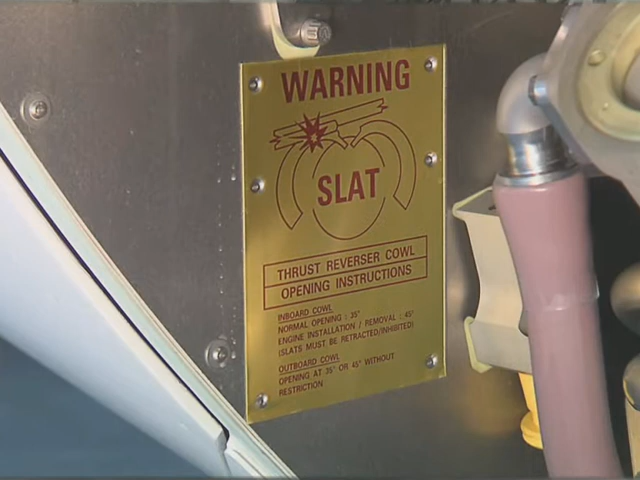 WARNING
SLAT
THRUST REVERSER COWL
OPENING INSTRUCTIONS
INBOARD COWL
NORMAL OPENING : 35°
ENGINE INSTALLATION / REMOVAL : 45°
(SLATS MUST BE RETRACTED/INHIBITED)
OUTBOARD COWL
OPENING AT 35° OR 45° WITHOUT
RESTRICTION